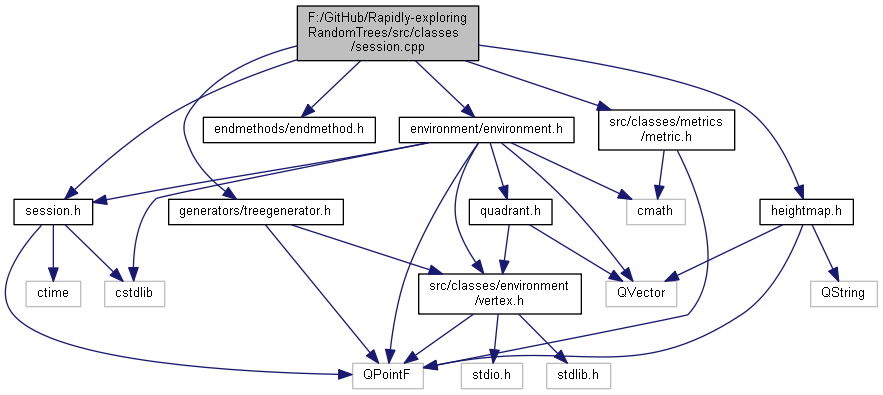 F:/GitHub/Rapidly-exploring
RandomTrees/src/classes
/session.cpp
endmethods/endmethod.h
environment/environment.h
src/classes/metrics
/metric.h
session.h
generators/treegenerator.h
quadrant.h
cmath
heightmap.h
ctime
cstdlib
src/classes/environment
/vertex.h
QVector
QString
QPointF
stdio.h
stdlib.h